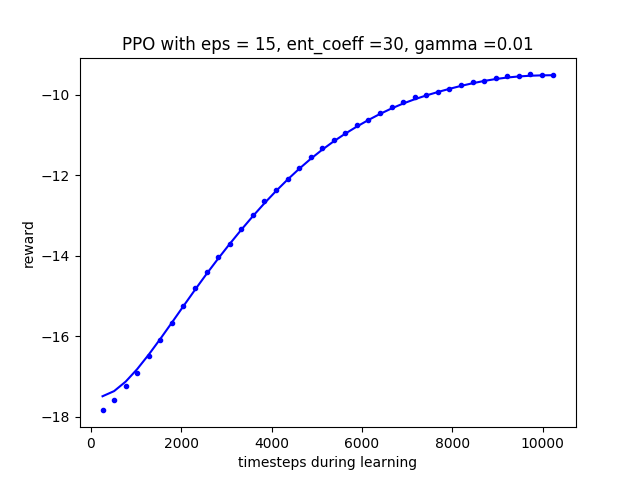 PPO with eps = 15, ent_coeff =30, gamma =0.01
reward
−10
−12
−14
−16
−18
0 2000 4000 6000 8000 10000
timesteps during learning